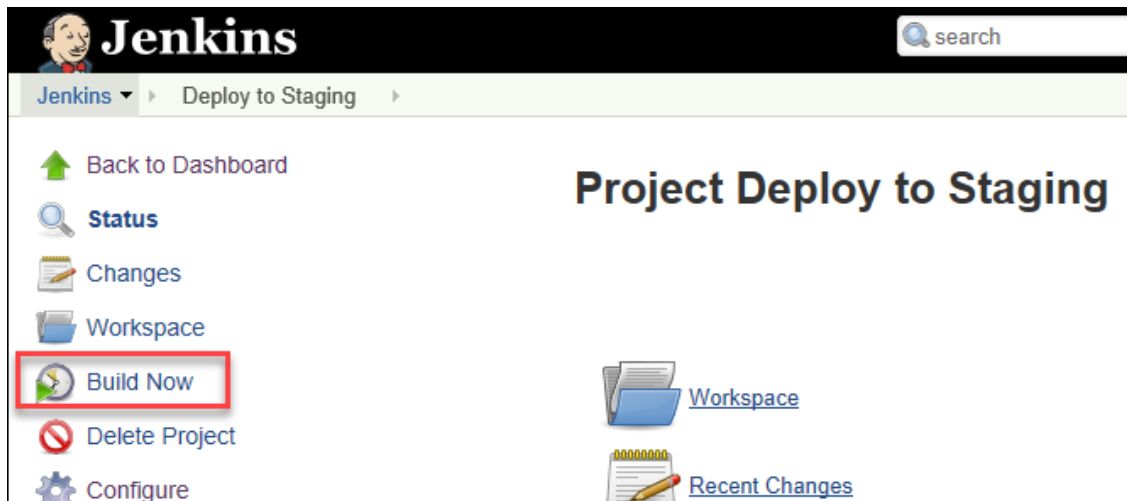 Jenkins
search
Jenkins
Deploy to Staging
Back to Dashboard
Status
Changes
Workspace
Build Now
Delete Project
Configure
Project Deploy to Staging
Workspace
Recent Changes